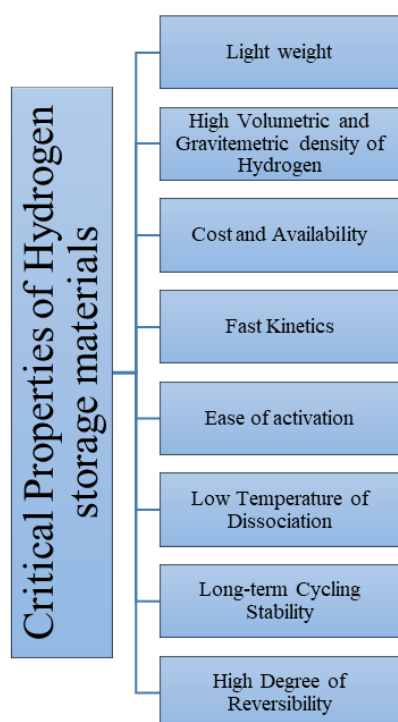 Critical Properties of Hydrogen
storage materials
Light weight
High Volumetric and
Gravitemetric density of
Hydrogen
Cost and Availability
Fast Kinetics
Ease of activation
Low Temperature of
Dissociation
Long-term Cycling
Stability
High Degree of
Reversibility